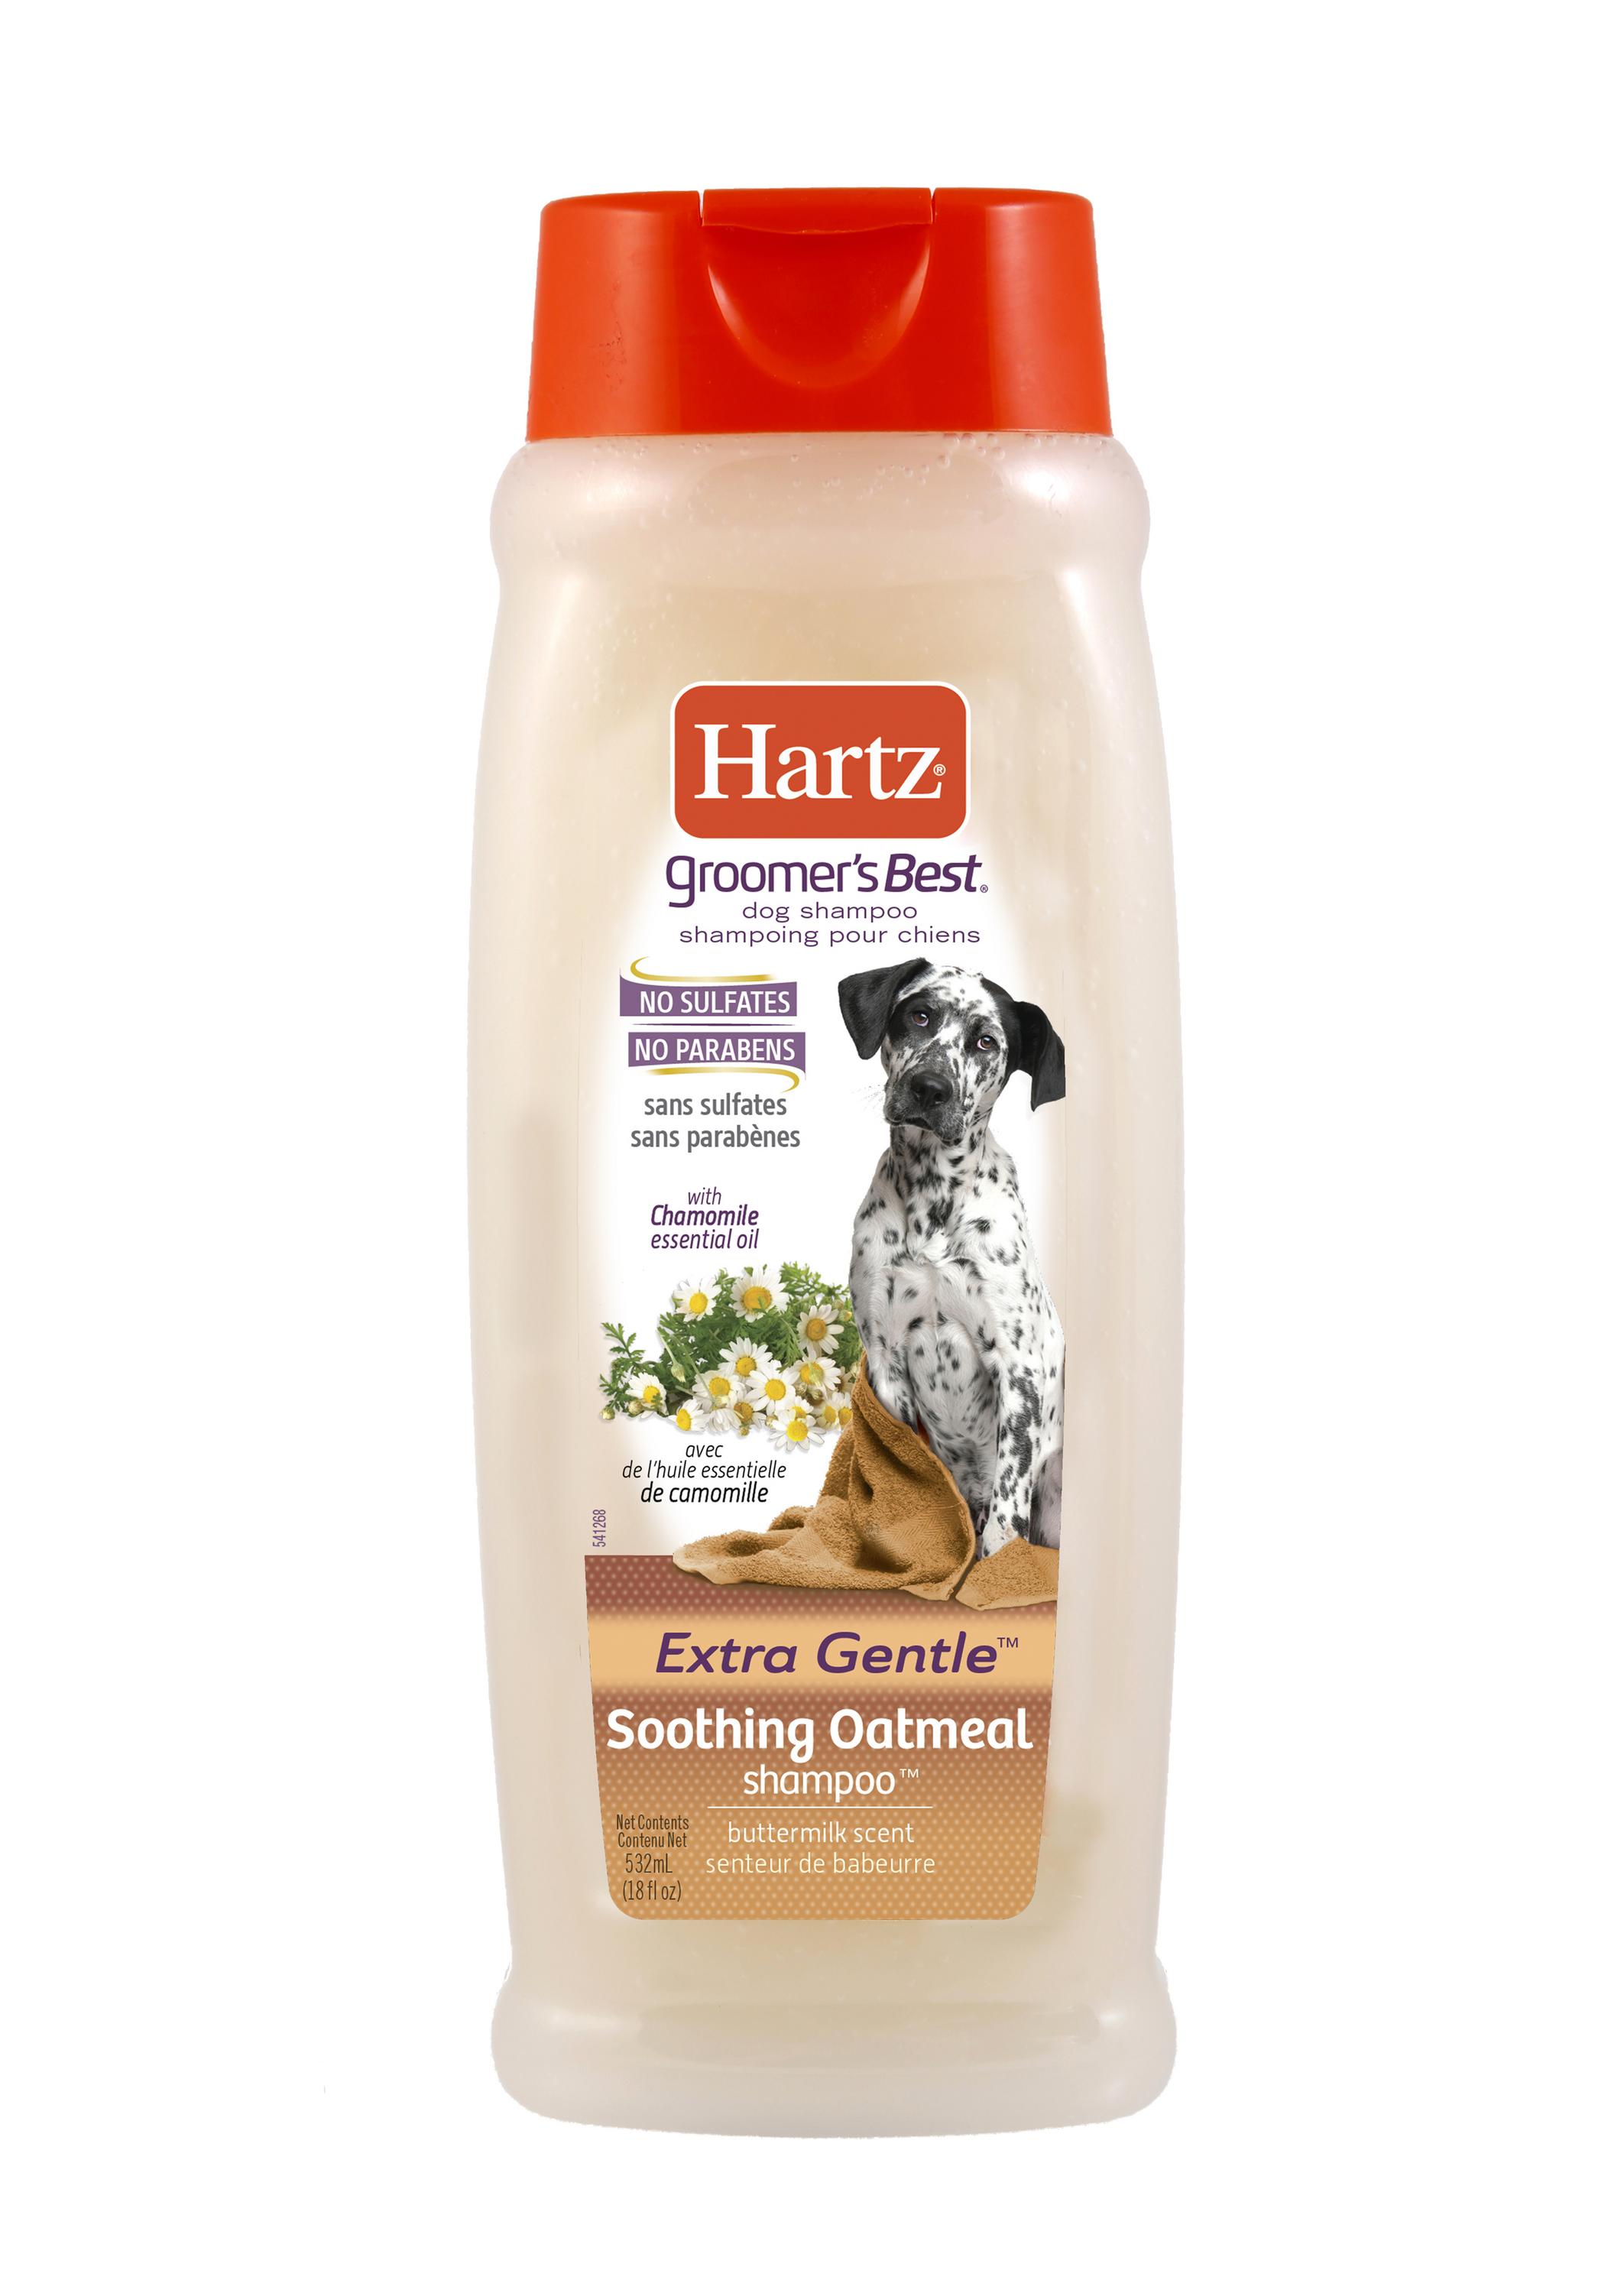 Hartz®
groomer's Best®
dog shampoo
shampoing pour chiens
NO SULFATES
NO PARABENS
sans sulfates
sans parabènes
with
Chamomile
essential oil
avec
de l'huile essentielle
de camomille
541268
Extra Gentle™
Soothing Oatmeal
shampoo™
buttermilk scent
senteur de babeurre
Net Contents
Contenu Net
532mL
(18 fl oz)